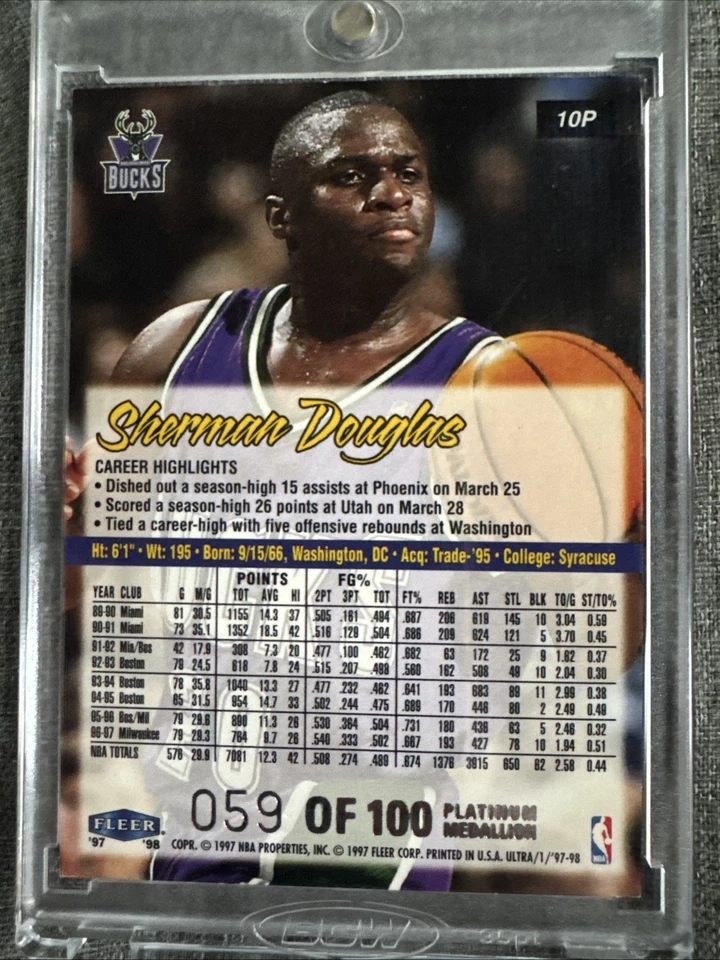 10P
BUCKS
Sherman Douglas
CAREER HIGHLIGHTS
• Dished out a season-high 15 assists at Phoenix on March 25
• Scored a season-high 26 points at Utah on March 28
• Tied a career-high with five offensive rebounds at Washington
Ht: 6'1" • Wt: 195 • Born: 9/15/66, Washington, DC • Acq: Trade-'95 • College: Syracuse
POINTS FG%
YEAR CLUB G M/G TOT AVG HI 2PT 3PT TOT FT% REB AST STL BLK TO/G ST/TO%
89-90 Miami 81 30.5 1155 14.3 37 .505 .161 .494 .687 206 619 145 10 3.04 0.59
90-91 Miami 73 35.1 1352 18.5 42 .516 .128 .504 .686 209 624 121 5 3.70 0.45
91-92 Mia/Bos 42 17.9 308 7.3 20 .477 .100 .462 .682 63 172 25 9 1.62 0.37
92-93 Boston 79 24.5 618 7.8 24 .515 .207 .498 .560 162 508 49 10 2.04 0.30
93-94 Boston 78 35.8 1040 13.3 27 .477 .232 .462 .641 193 683 89 11 2.99 0.38
94-95 Boston 65 31.5 954 14.7 33 .502 .244 .475 .689 170 446 80 2 2.49 0.49
95-96 Bos/Mil 79 29.6 890 11.3 26 .530 .364 .504 .731 180 436 63 5 2.46 0.32
96-97 Milwaukee 79 29.3 764 9.7 26 .540 .333 .502 .667 193 427 78 10 1.94 0.51
NBA TOTALS 576 29.9 7081 12.3 42 .508 .274 .489 .674 1376 3915 650 62 2.58 0.44
059 OF 100 PLATINUM MEDALLION
FLEER
'97 '98
NBA
COPR. © 1997 NBA PROPERTIES, INC. © 1997 FLEER CORP. PRINTED IN U.S.A. ULTRA/1/'97-98
BCW
35pt